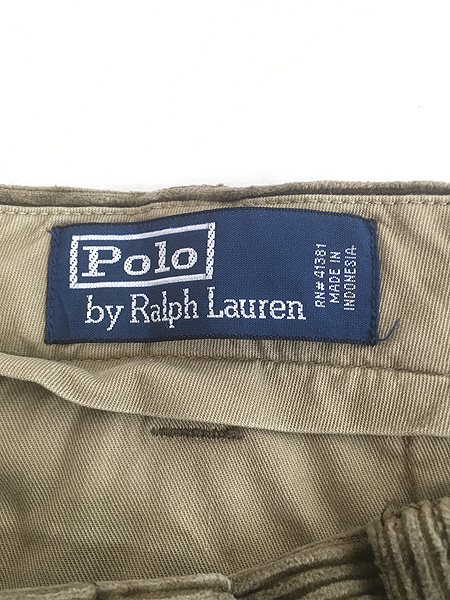 Polo
by Ralph Lauren
RN# 41381
MADE IN
INDONESIA